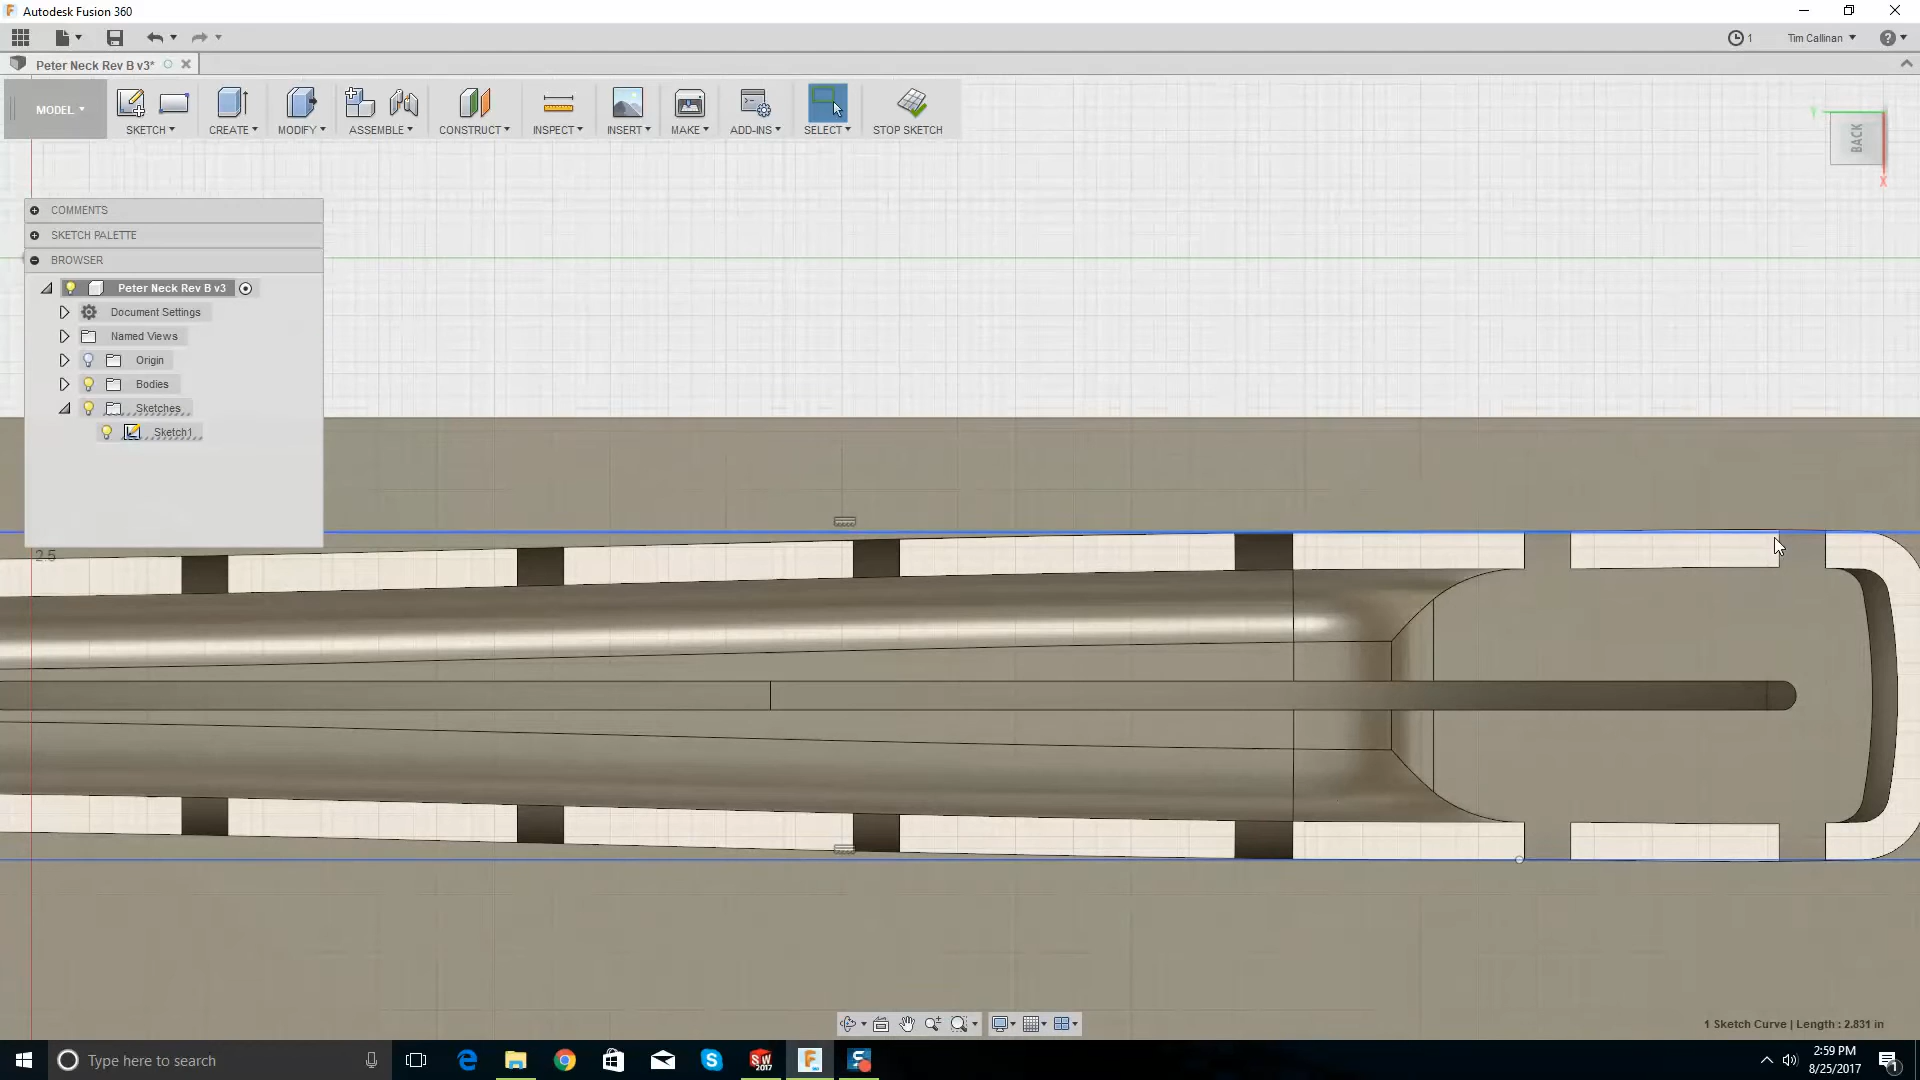 Autodesk Fusion 360
1
Tim Callinan
Peter Neck Rev B v3*
MODEL
SKETCH
CREATE
MODIFY
ASSEMBLE
CONSTRUCT
INSPECT
INSERT
MAKE
ADD-INS
SELECT
STOP SKETCH
BACK
Y
X
COMMENTS
SKETCH PALETTE
BROWSER
Peter Neck Rev B v3
Document Settings
Named Views
Origin
Bodies
Sketches
Sketch1
2.5
1 Sketch Curve | Length : 2.831 in
Type here to search
SW
2017
2:59 PM
8/25/2017
1